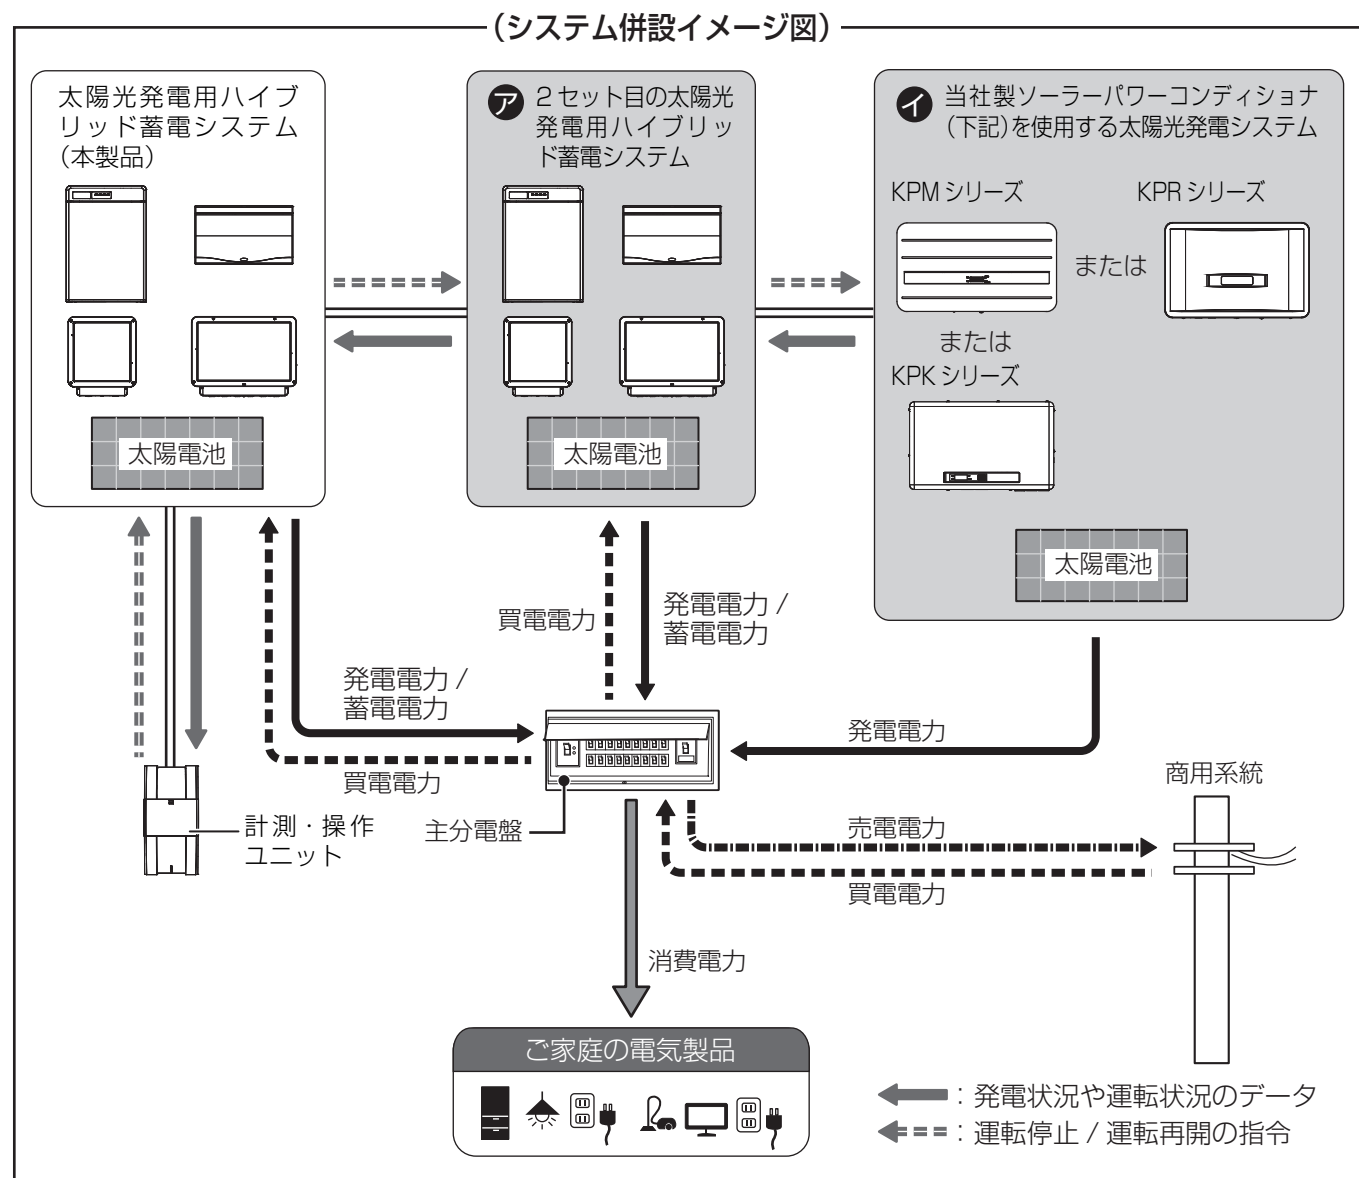 （システム併設イメージ図）
太陽光発電用ハイブ
リッド蓄電システム
（本製品）
太陽電池
ア 2セット目の太陽光
発電用ハイブリッ
ド蓄電システム
太陽電池
イ 当社製ソーラーパワーコンディショナ
（下記）を使用する太陽光発電システム
KPM シリーズ
KPR シリーズ
または
または
KPK シリーズ
太陽電池
買電電力
発電電力 /
蓄電電力
発電電力 /
蓄電電力
買電電力
発電電力
商用系統
計測・操作
ユニット
主分電盤
売電電力
買電電力
消費電力
ご家庭の電気製品
：発電状況や運転状況のデータ
：運転停止 / 運転再開の指令